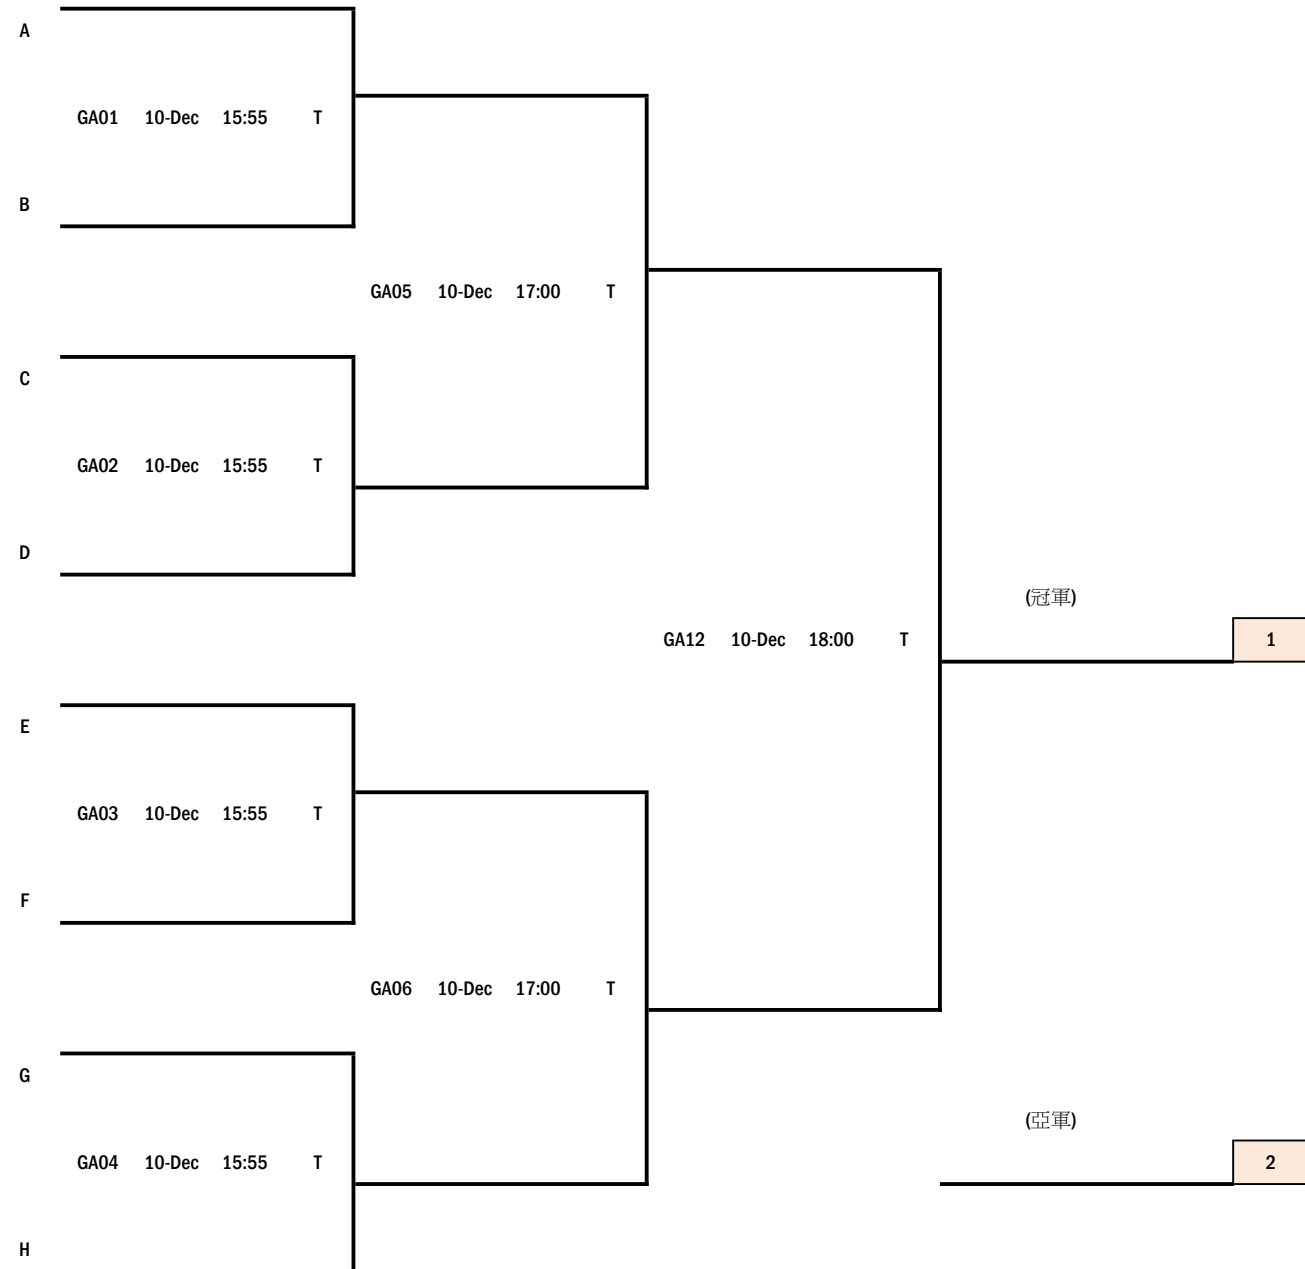 A
GA01 10-Dec 15:55 T
B
GA05 10-Dec 17:00 T
C
GA02 10-Dec 15:55 T
D
(冠軍)
GA12 10-Dec 18:00 T 1
E
GA03 10-Dec 15:55 T
F
GA06 10-Dec 17:00 T
G
(亞軍)
GA04 10-Dec 15:55 T 2
H